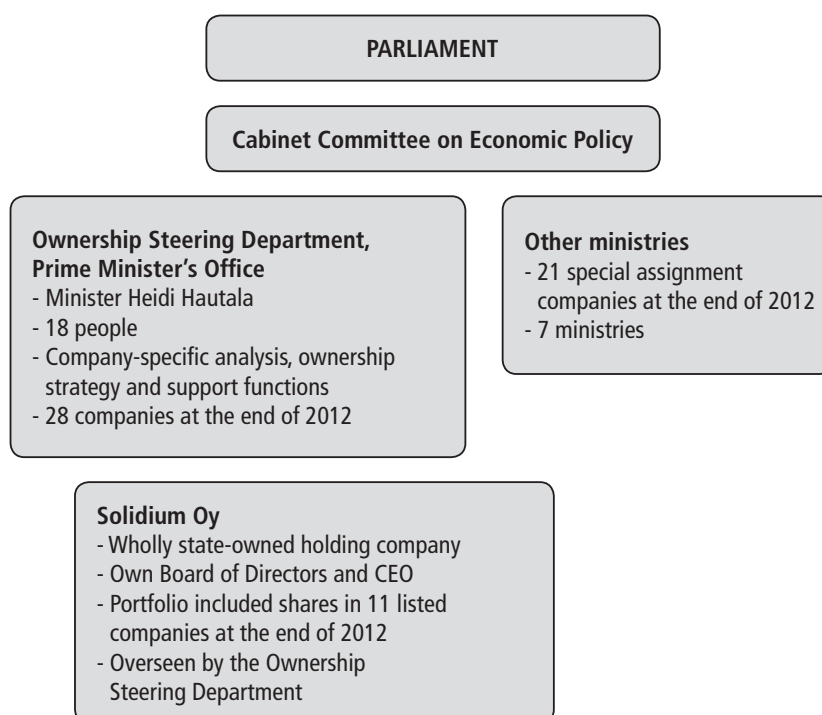 PARLIAMENT
Cabinet Committee on Economic Policy
Ownership Steering Department,
Prime Minister’s Office
- Minister Heidi Hautala
- 18 people
- Company-specific analysis, ownership
strategy and support functions
- 28 companies at the end of 2012
Other ministries
- 21 special assignment
companies at the end of 2012
- 7 ministries
Solidium Oy
- Wholly state-owned holding company
- Own Board of Directors and CEO
- Portfolio included shares in 11 listed
companies at the end of 2012
- Overseen by the Ownership
Steering Department